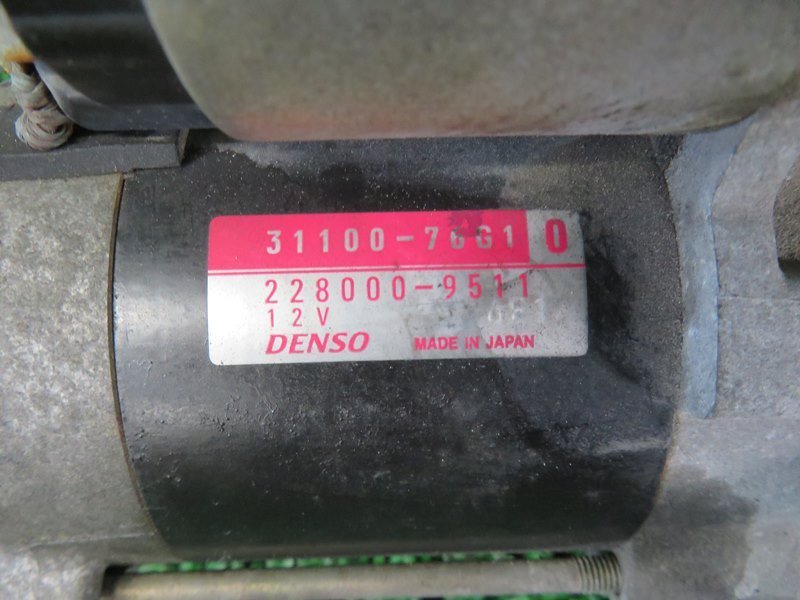 31100-76G1 0
228000-9511
12V
DENSO MADE IN JAPAN